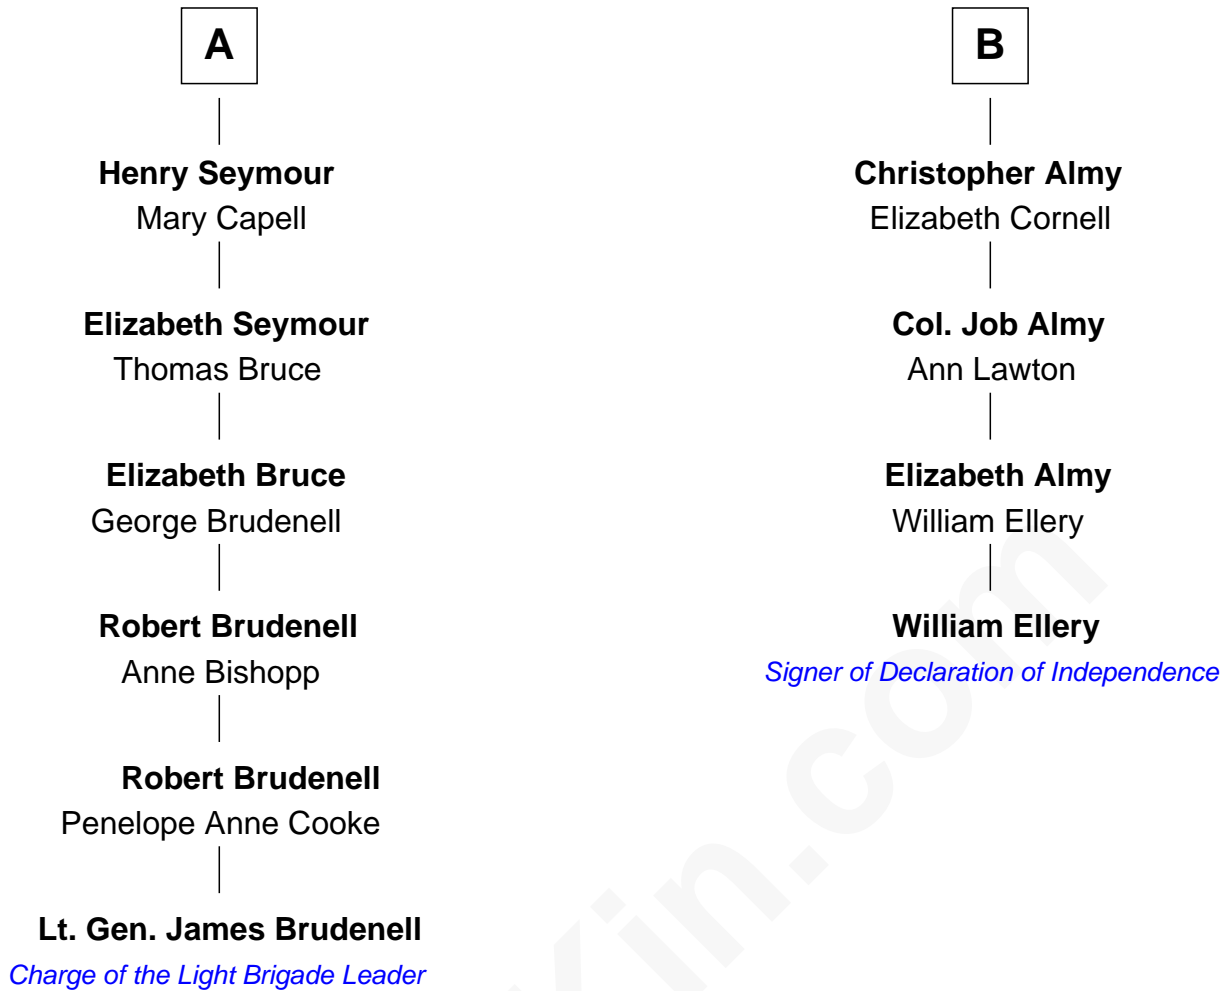 A
Henry Seymour
Mary Capell
Elizabeth Seymour
Thomas Bruce
Elizabeth Bruce
George Brudenell
Robert Brudenell
Anne Bishopp
Robert Brudenell
Penelope Anne Cooke
Lt. Gen. James Brudenell
Charge of the Light Brigade Leader
B
Christopher Almy
Elizabeth Cornell
Col. Job Almy
Ann Lawton
Elizabeth Almy
William Ellery
William Ellery
Signer of Declaration of Independence
Kin.com